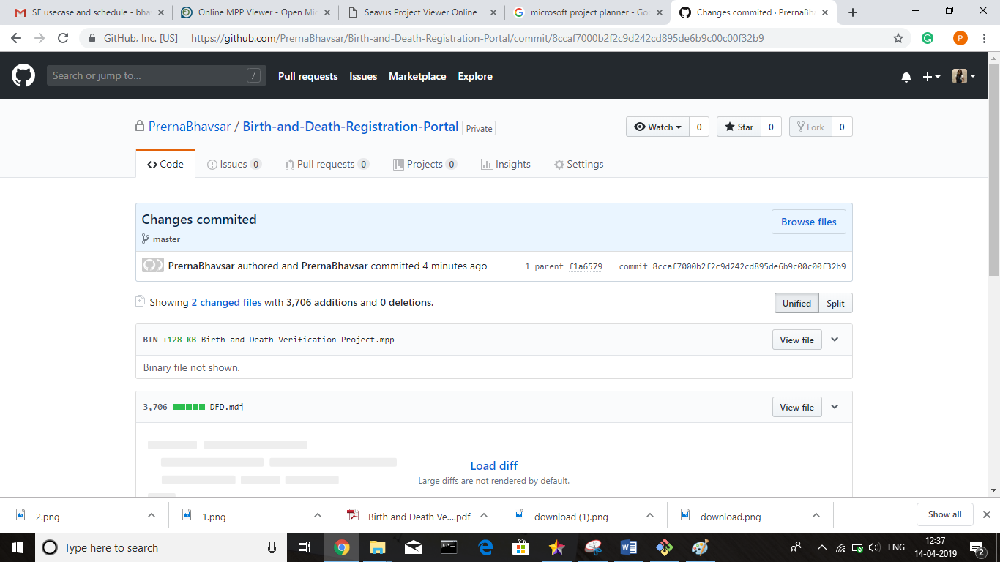 SE usecase and schedule - bha
Online MPP Viewer - Open Mic
Seavus Project Viewer Online
microsoft project planner - Go
Changes commited · PrernaBh
GitHub, Inc. [US]
https://github.com/PrernaBhavsar/Birth-and-Death-Registration-Portal/commit/8ccaf7000b2f2c9d242cd895de6b9c00c00f32b9
P
Search or jump to...
/
Pull requests Issues Marketplace Explore
PrernaBhavsar / Birth-and-Death-Registration-Portal Private
Watch 0
Star 0
Fork 0
Code
Issues 0
Pull requests 0
Projects 0
Insights
Settings
Changes commited
Browse files
master
PrernaBhavsar authored and PrernaBhavsar committed 4 minutes ago
1 parent f1a6579 commit 8ccaf7000b2f2c9d242cd895de6b9c00c00f32b9
Showing 2 changed files with 3,706 additions and 0 deletions.
Unified Split
BIN +128 KB Birth and Death Verification Project.mpp
View file
Binary file not shown.
3,706 DFD.mdj
View file
Load diff
Large diffs are not rendered by default.
2.png
1.png
Birth and Death Ve....pdf
download (1).png
download.png
Show all
Type here to search
ENG
12:37
14-04-2019
2